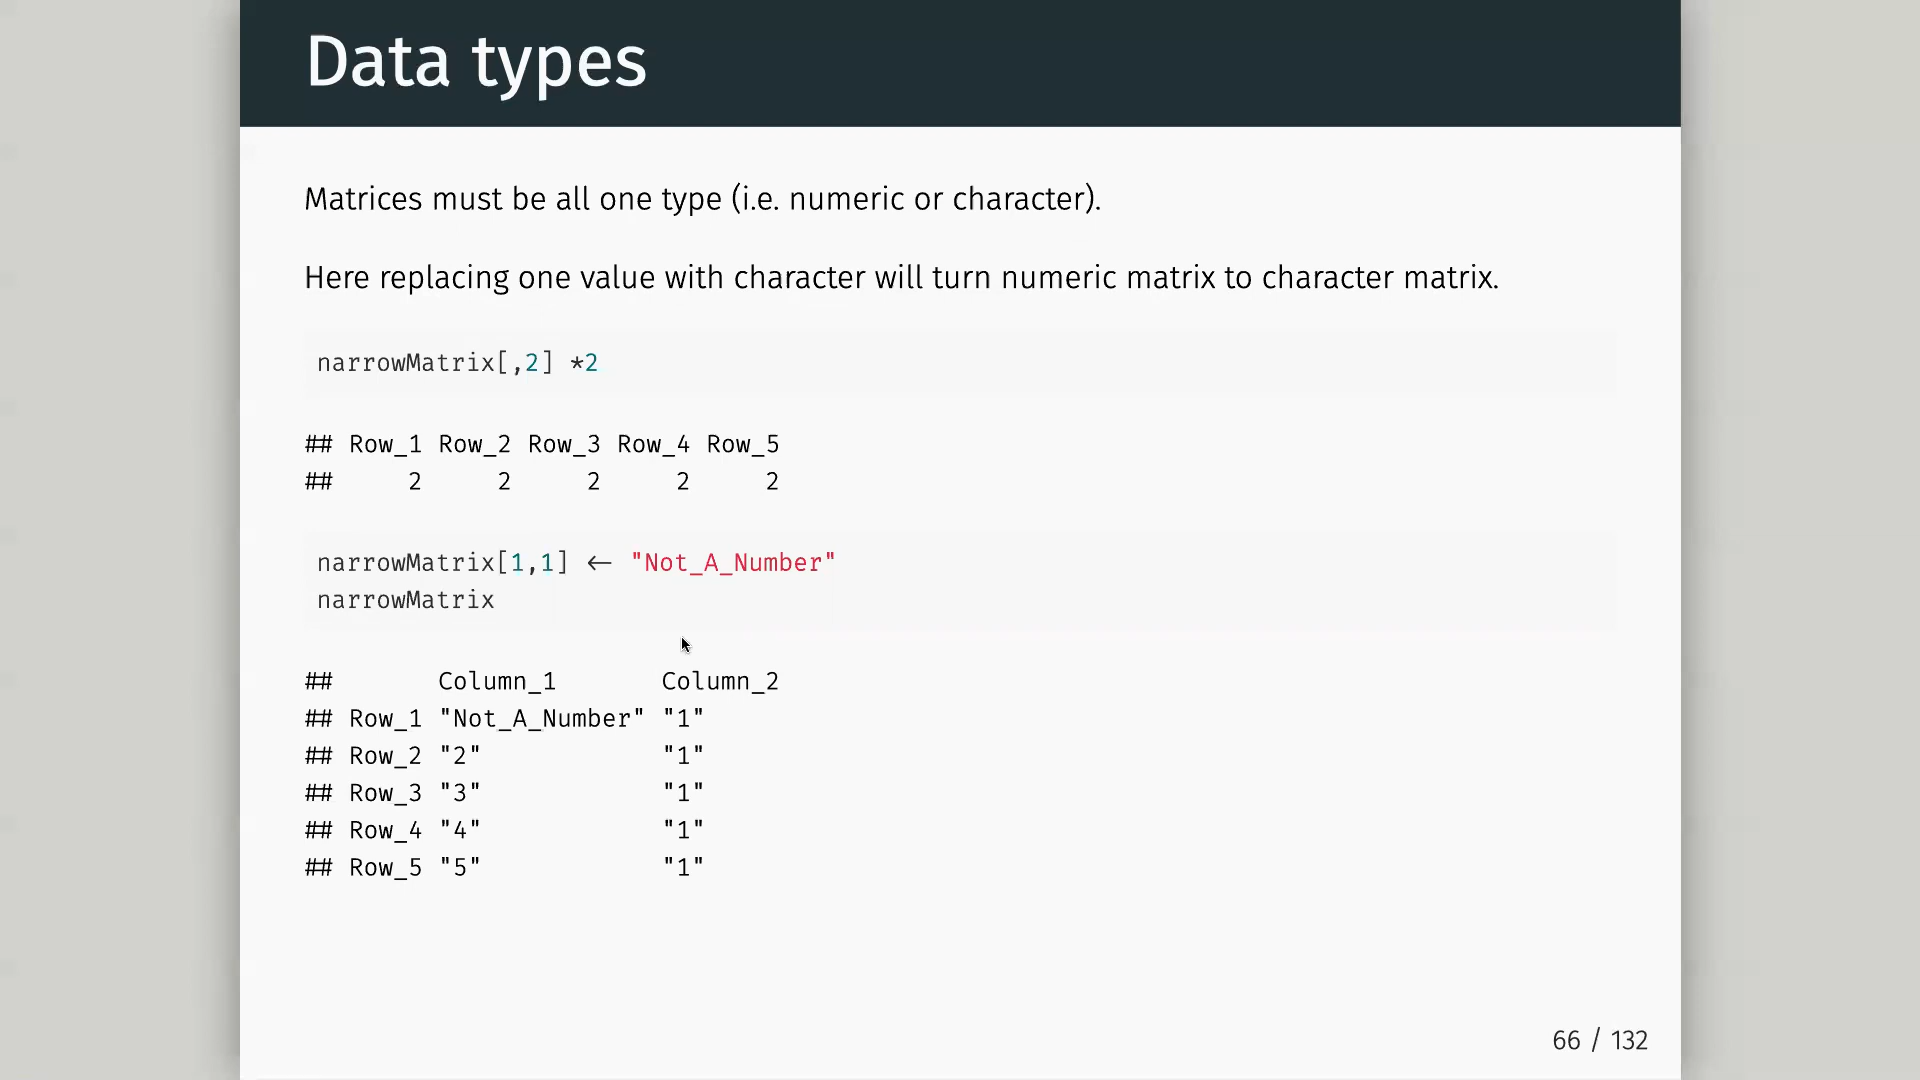 Data types
Matrices must be all one type (i.e. numeric or character).
Here replacing one value with character will turn numeric matrix to character matrix.
narrowMatrix[,2] *2
## Row_1 Row_2 Row_3 Row_4 Row_5
##     2     2     2     2     2
narrowMatrix[1,1] <- "Not_A_Number"
narrowMatrix
##       Column_1       Column_2
## Row_1 "Not_A_Number" "1"
## Row_2 "2"            "1"
## Row_3 "3"            "1"
## Row_4 "4"            "1"
## Row_5 "5"            "1"
66 / 132